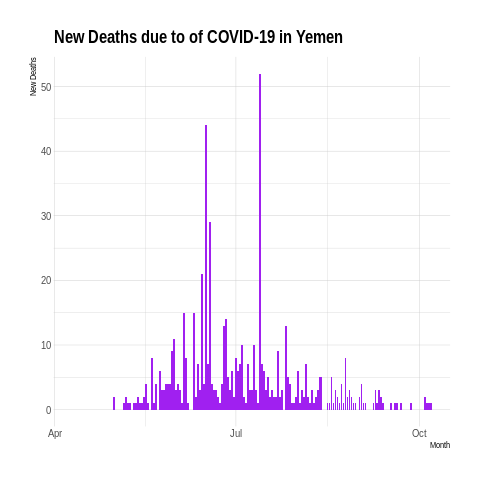 New Deaths due to of COVID-19 in Yemen
New Deaths
50
40
30
20
10
0
Apr
Jul
Oct
Month